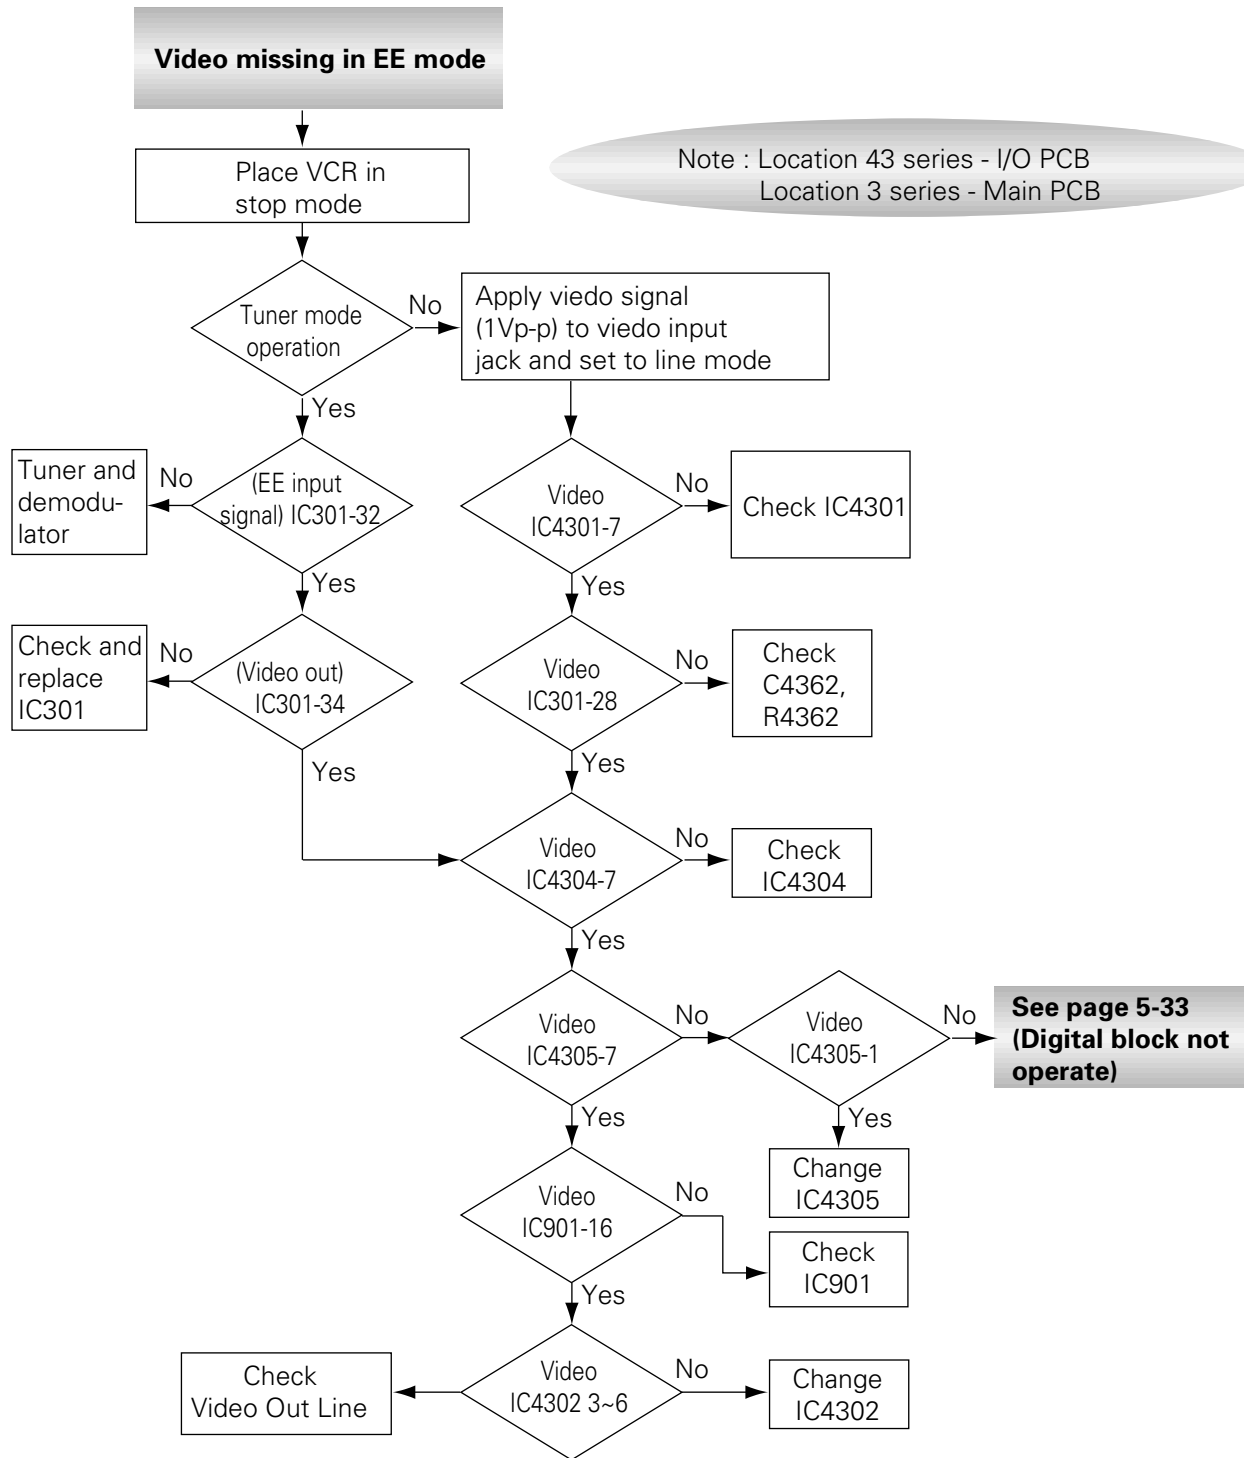 Video missing in EE mode
Place VCR in
stop mode
Note : Location 43 series - I/O PCB
Location 3 series - Main PCB
Tuner mode
operation
No
Apply viedo signal
(1Vp-p) to viedo input
jack and set to line mode
Yes
Tuner and
demodu-
lator
No
(EE input
signal) IC301-32
Video
IC4301-7
No
Check IC4301
Yes
Yes
Check and
replace
IC301
No
(Video out)
IC301-34
Video
IC301-28
No
Check
C4362,
R4362
Yes
Yes
Video
IC4304-7
No
Check
IC4304
Yes
Video
IC4305-7
No
Video
IC4305-1
No
See page 5-33
(Digital block not
operate)
Yes
Yes
Change
IC4305
Video
IC901-16
No
Check
IC901
Yes
Check
Video Out Line
Video
IC4302 3~6
No
Change
IC4302